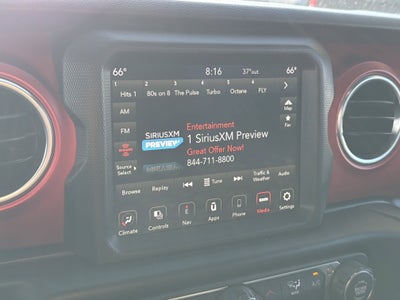 66° 8:16 37°out 66°
1 2 3 4 5 6
Hits 1 80s on 8 The Pulse Turbo Octane FLY
AM
FM
Source
Select
SIRIUSXM
PREVIEW
Entertainment
1 SiriusXM Preview
Great Offer Now!
844-711-8800
Map
Fav
Browse Replay Tune Traffic &
Weather Audio
Climate Controls Nav Apps Phone Media Settings
A/C